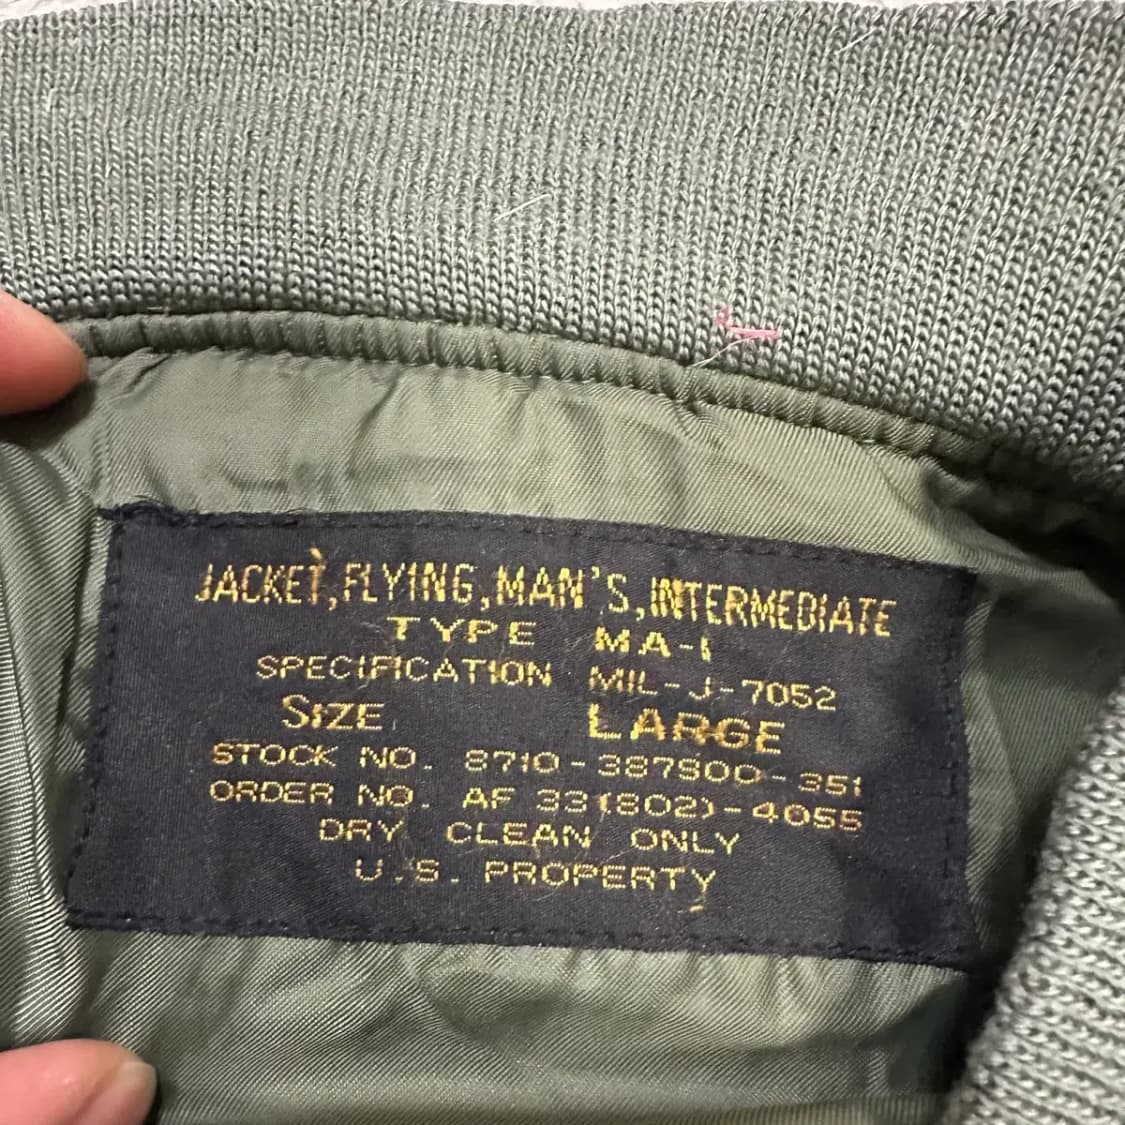 JACKET,FLYING,MAN'S,INTERMEDIATE
TYPE MA-1
SPECIFICATION MIL-J-7052
SIZE LARGE
STOCK NO. 8710-387900-351
ORDER NO. AF 33(802)-4055
DRY CLEAN ONLY
U.S. PROPERTY